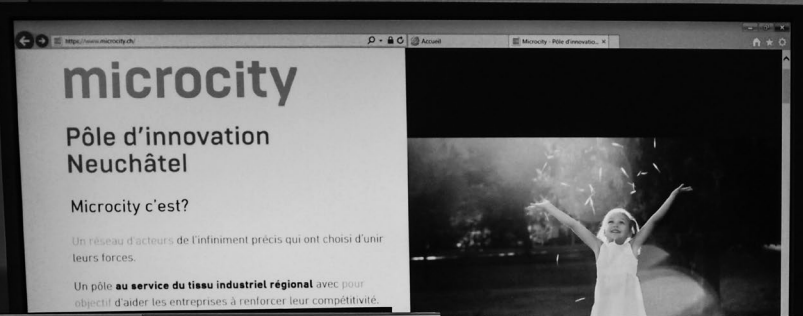 https://www.microcity.ch/
Accueil
Microcity - Pôle d'innovatio...
microcity
Pôle d'innovation
Neuchâtel
Microcity c'est?
Un réseau d'acteurs de l'infiniment précis qui ont choisi d'unir
leurs forces.
Un pôle au service du tissu industriel régional avec pour
objectif d'aider les entreprises à renforcer leur compétitivité.